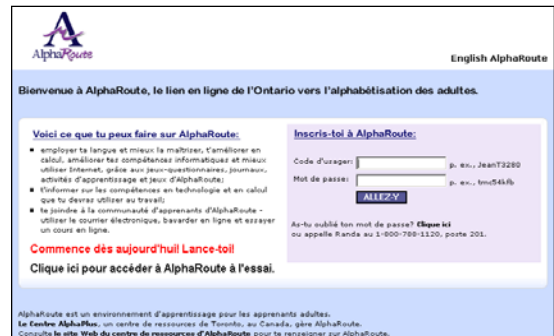 AlphaRoute
English AlphaRoute
Bienvenue à AlphaRoute, le lien en ligne de l'Ontario vers l'alphabétisation des adultes.
Voici ce que tu peux faire sur AlphaRoute:
employer ta langue et mieux la maîtriser, t'améliorer en
calcul, améliorer tes compétences informatiques et mieux
utiliser Internet, grâce aux jeux-questionnaires, journaux,
activités d'apprentissage et jeux d'AlphaRoute;
t'informer sur les compétences en technologie et en calcul
que tu devras utiliser au travail;
te joindre à la communauté d'apprenants d'AlphaRoute -
utiliser le courrier électronique, bavarder en ligne et essayer
un cours en ligne.
Commence dès aujourd'hui! Lance-toi!
Clique ici pour accéder à AlphaRoute à l'essai.
Inscris-toi à AlphaRoute:
Code d'usager: p. ex., JeanT3280
Mot de passe: p. ex., tmc54kfb
ALLEZ-Y
As-tu oublié ton mot de passe? Clique ici
ou appelle Randa au 1-800-788-1120, poste 201.
AlphaRoute est un environnement d'apprentissage pour les apprenants adultes.
Le Centre AlphaPlus, un centre de ressources de Toronto, au Canada, gère AlphaRoute.
Consulte le site Web du centre de ressources d'AlphaRoute pour te renseigner sur AlphaRoute.